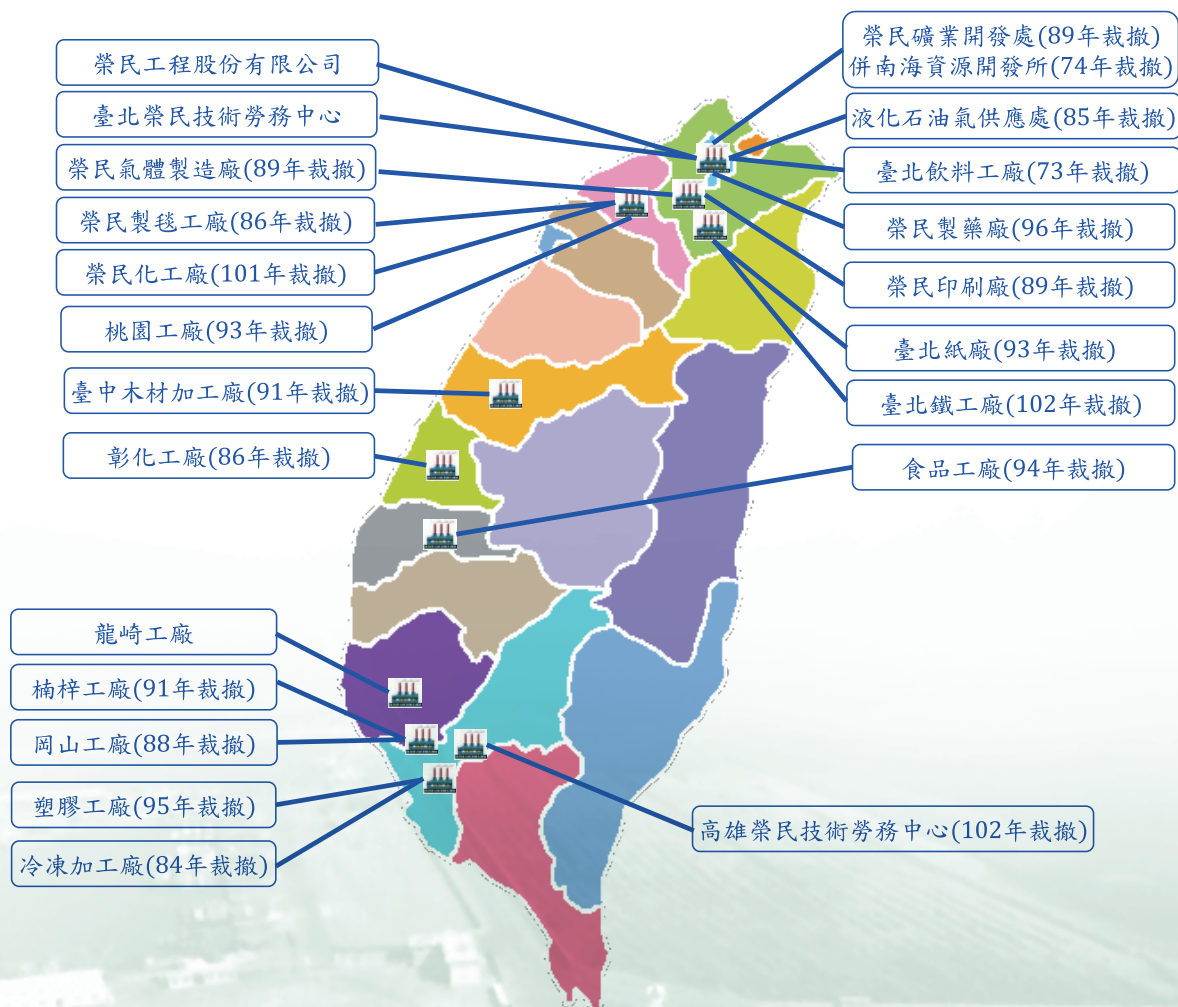 榮民工程股份有限公司
臺北榮民技術勞務中心
榮民氣體製造廠(89年裁撤)
榮民製毯工廠(86年裁撤)
榮民化工廠(101年裁撤)
桃園工廠(93年裁撤)
臺中木材加工廠(91年裁撤)
彰化工廠(86年裁撤)
龍崎工廠
楠梓工廠(91年裁撤)
岡山工廠(88年裁撤)
塑膠工廠(95年裁撤)
冷凍加工廠(84年裁撤)
榮民礦業開發處(89年裁撤)
併南海資源開發所(74年裁撤)
液化石油氣供應處(85年裁撤)
臺北飲料工廠(73年裁撤)
榮民製藥廠(96年裁撤)
榮民印刷廠(89年裁撤)
臺北紙廠(93年裁撤)
臺北鐵工廠(102年裁撤)
食品工廠(94年裁撤)
高雄榮民技術勞務中心(102年裁撤)